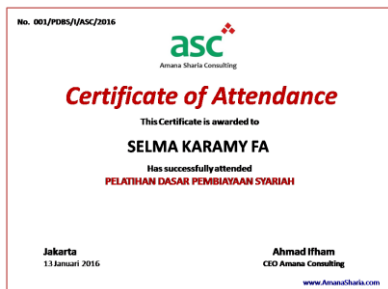 No. 001/PDBS/I/ASC/2016
asc
Amana Sharia Consulting
Certificate of Attendance
This Certificate is awarded to
SELMA KARAMY FA
Has successfully attended
PELATIHAN DASAR PEMBIAYAAN SYARIAH
Jakarta
13 Januari 2016
Ahmad Ifham
CEO Amana Consulting
www.AmanaSharia.com